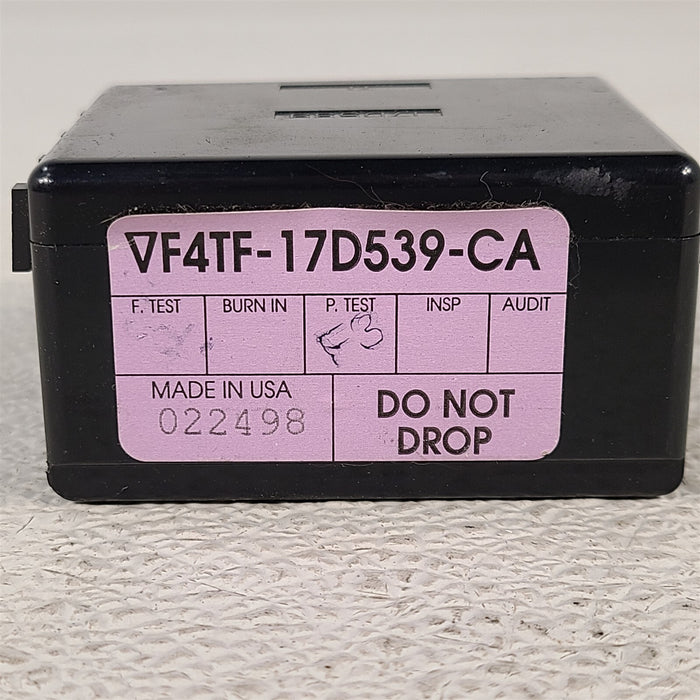 ∇F4TF-17D539-CA
F. TEST BURN IN P. TEST INSP AUDIT
MADE IN USA
022498
DO NOT
DROP